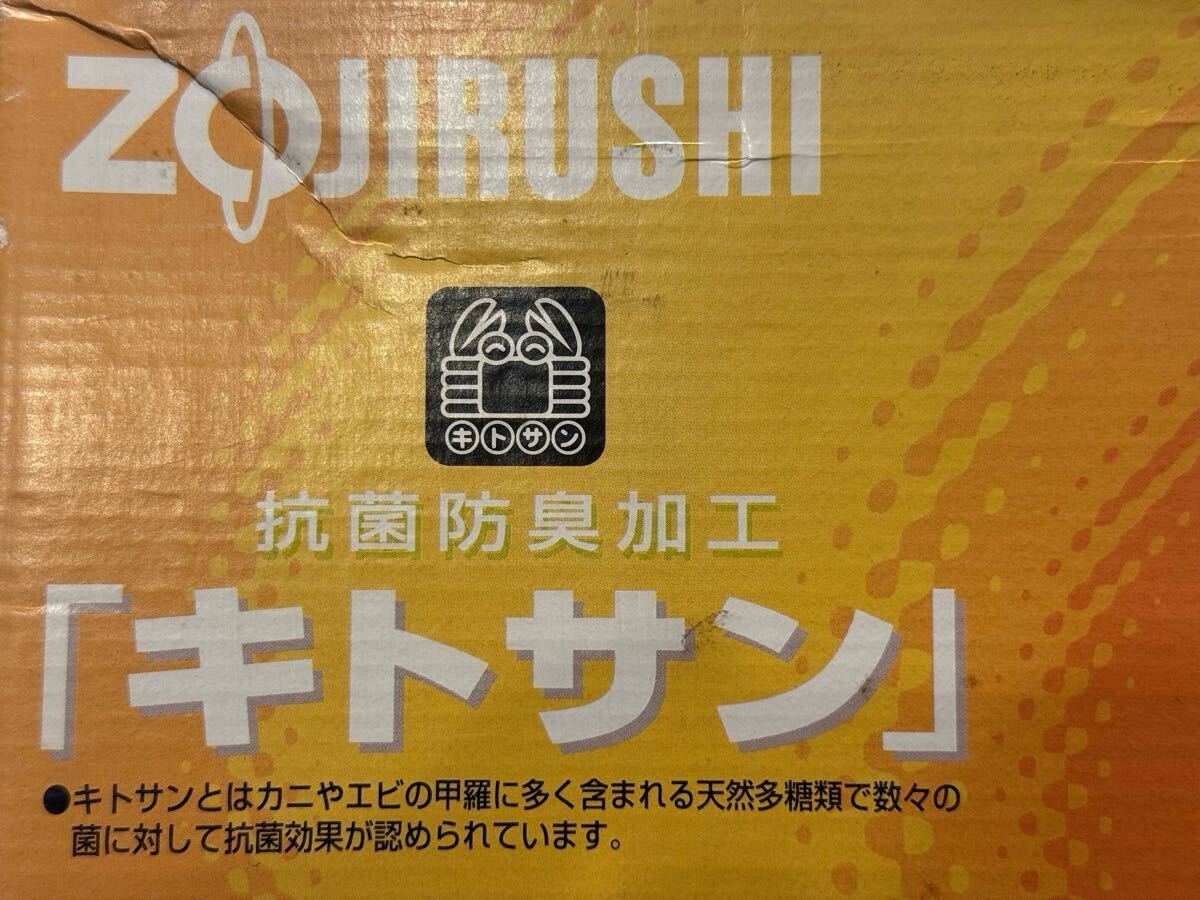 ZOJIRUSHI
キトサン
抗菌防臭加工
「キトサン」
●キトサンとはカニやエビの甲羅に多く含まれる天然多糖類で数々の
菌に対して抗菌効果が認められています。